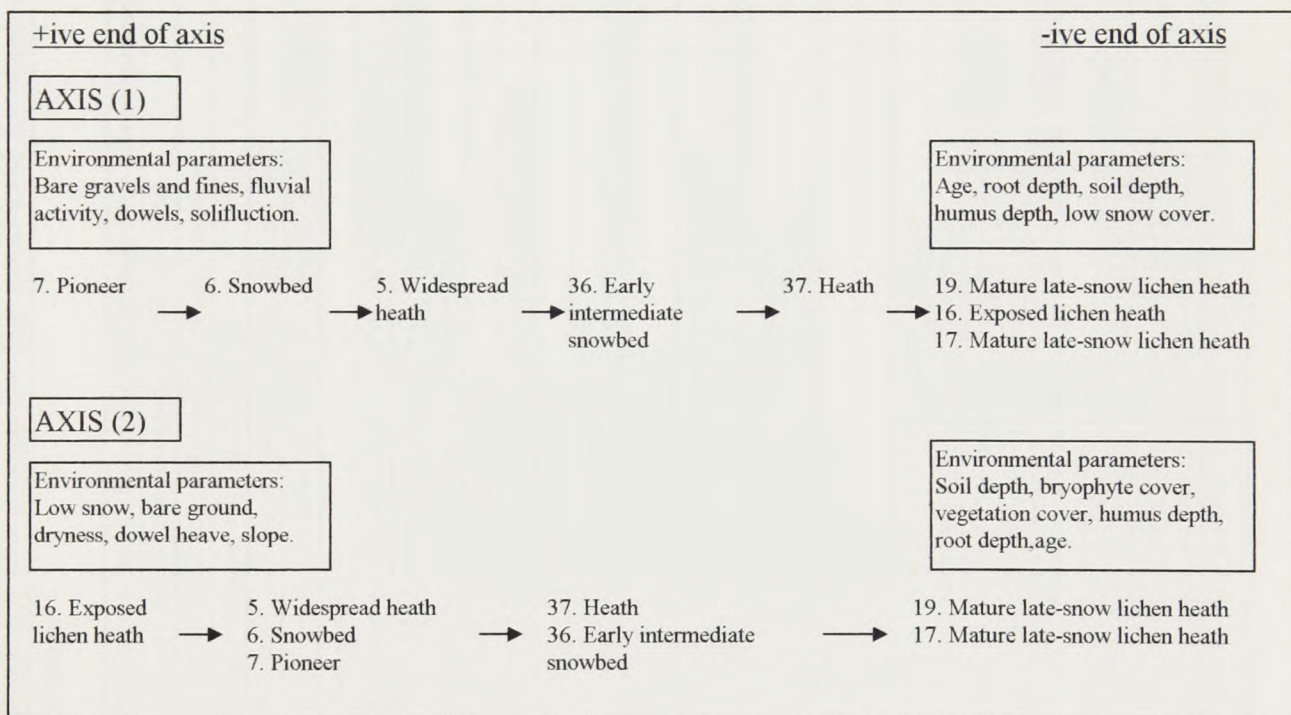 +ive end of axis
-ive end of axis
AXIS (1)
Environmental parameters:
Bare gravels and fines, fluvial
activity, dowels, solifluction.
Environmental parameters:
Age, root depth, soil depth,
humus depth, low snow cover.
7. Pioneer
6. Snowbed
5. Widespread
heath
36. Early
intermediate
snowbed
37. Heath
19. Mature late-snow lichen heath
16. Exposed lichen heath
17. Mature late-snow lichen heath
AXIS (2)
Environmental parameters:
Low snow, bare ground,
dryness, dowel heave, slope.
Environmental parameters:
Soil depth, bryophyte cover,
vegetation cover, humus depth,
root depth,age.
16. Exposed
lichen heath
5. Widespread heath
6. Snowbed
7. Pioneer
37. Heath
36. Early intermediate
snowbed
19. Mature late-snow lichen heath
17. Mature late-snow lichen heath